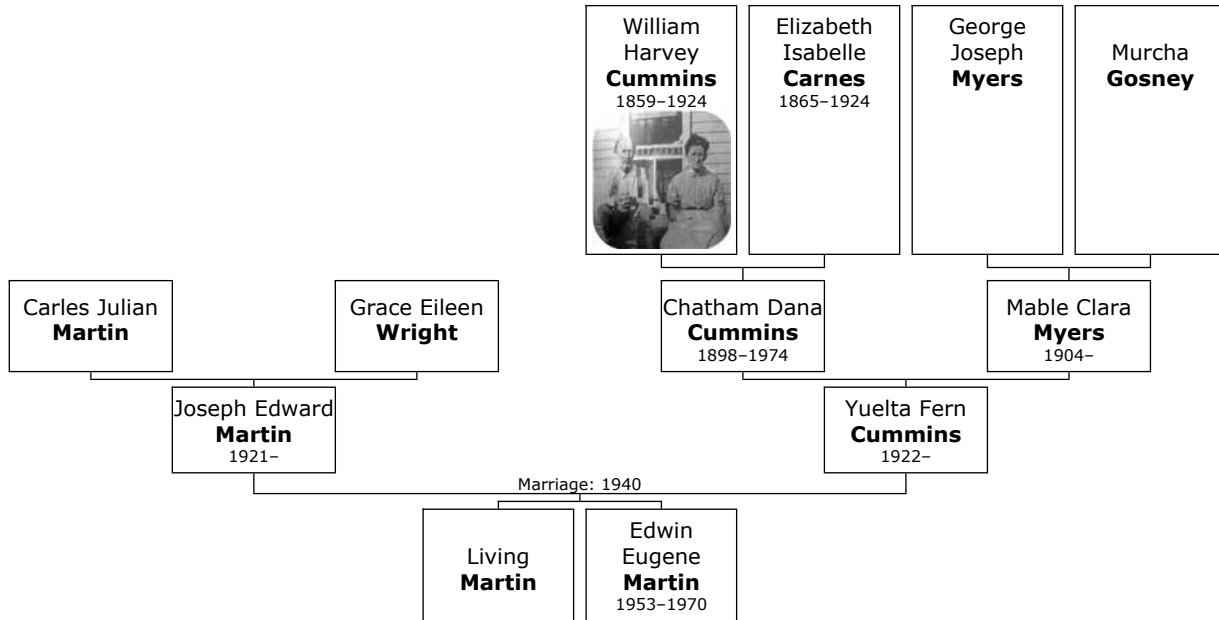 William
Harvey
Cummins
1859–1924
Elizabeth
Isabelle
Carnes
1865–1924
George
Joseph
Myers
Murcha
Gosney
Carles Julian
Martin
Grace Eileen
Wright
Chatham Dana
Cummins
1898–1974
Mable Clara
Myers
1904–
Joseph Edward
Martin
1921–
Yuelta Fern
Cummins
1922–
Marriage: 1940
Living
Martin
Edwin
Eugene
Martin
1953–1970